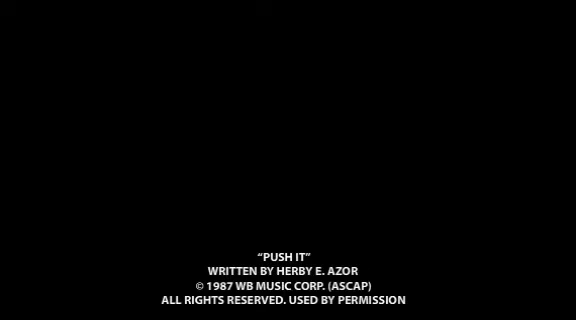 “PUSH IT”
WRITTEN BY HERBY E. AZOR
© 1987 WB MUSIC CORP. (ASCAP)
ALL RIGHTS RESERVED. USED BY PERMISSION